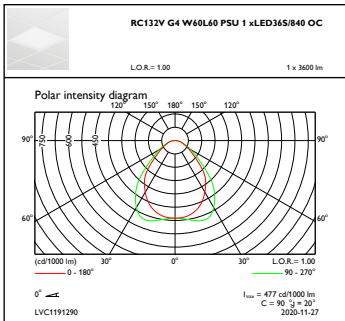 RC132V G4 W60L60 PSU 1 xLED36S/840 OC
L.O.R.= 1.00 1 x 3600 lm
Polar intensity diagram
120° 150° 180° 150° 120°
90° 750 600 450 90°
60° 60°
(cd/1000 lm) 30° 0° 30° L.O.R.= 1.00
0 - 180° 90 - 270°
0° Imax = 477 cd/1000 lm
C = 90 °g = 20°
LVC1191290 2020-11-27